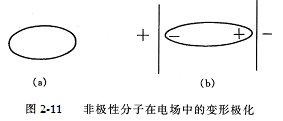 + − + −
(a) (b)
图 2-11 非极性分子在电场中的变形极化